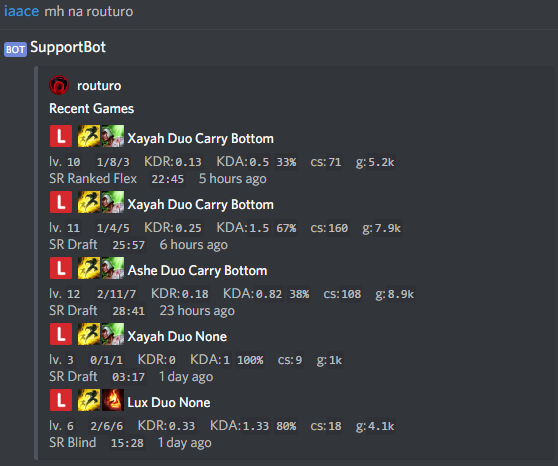 iaace mh na routuro
BOT SupportBot
routuro
Recent Games
L Xayah Duo Carry Bottom
lv. 10 1/8/3 KDR:0.13 KDA:0.5 33% cs:71 g:5.2k
SR Ranked Flex 22:45 5 hours ago
L Xayah Duo Carry Bottom
lv. 11 1/4/5 KDR:0.25 KDA:1.5 67% cs:160 g:7.9k
SR Draft 25:57 6 hours ago
L Ashe Duo Carry Bottom
lv. 12 2/11/7 KDR:0.18 KDA:0.82 38% cs:108 g:8.9k
SR Draft 28:41 23 hours ago
L Xayah Duo None
lv. 3 0/1/1 KDR:0 KDA:1 100% cs:9 g:1k
SR Draft 03:17 1 day ago
L Lux Duo None
lv. 6 2/6/6 KDR:0.33 KDA:1.33 80% cs:18 g:4.1k
SR Blind 15:28 1 day ago